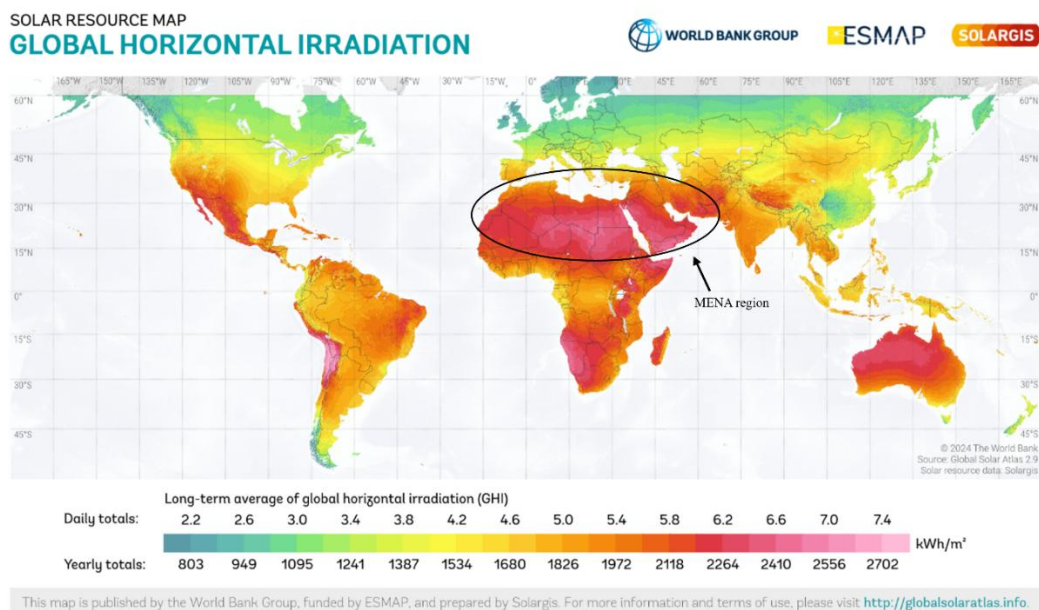 SOLAR RESOURCE MAP
GLOBAL HORIZONTAL IRRADIATION
WORLD BANK GROUP
ESMAP
SOLARGIS
165°W 135°W 105°W 75°W 45°W 15°W 0° 15°E 30°E 45°E 60°E 75°E 90°E 105°E 120°E 135°E 150°E 165°E
60°N 60°N
45°N 45°N
30°N 30°N
15°N 15°N
MENA region
0° 0°
15°S 15°S
30°S 30°S
45°S 45°S
© 2024 The World Bank
Source: Global Solar Atlas 2.9
Solar resource data: Solargis
Long-term average of global horizontal irradiation (GHI)
Daily totals: 2.2 2.6 3.0 3.4 3.8 4.2 4.6 5.0 5.4 5.8 6.2 6.6 7.0 7.4
kWh/m²
Yearly totals: 803 949 1095 1241 1387 1534 1680 1826 1972 2118 2264 2410 2556 2702
This map is published by the World Bank Group, funded by ESMAP, and prepared by Solargis. For more information and terms of use, please visit http://globalsolaratlas.info.